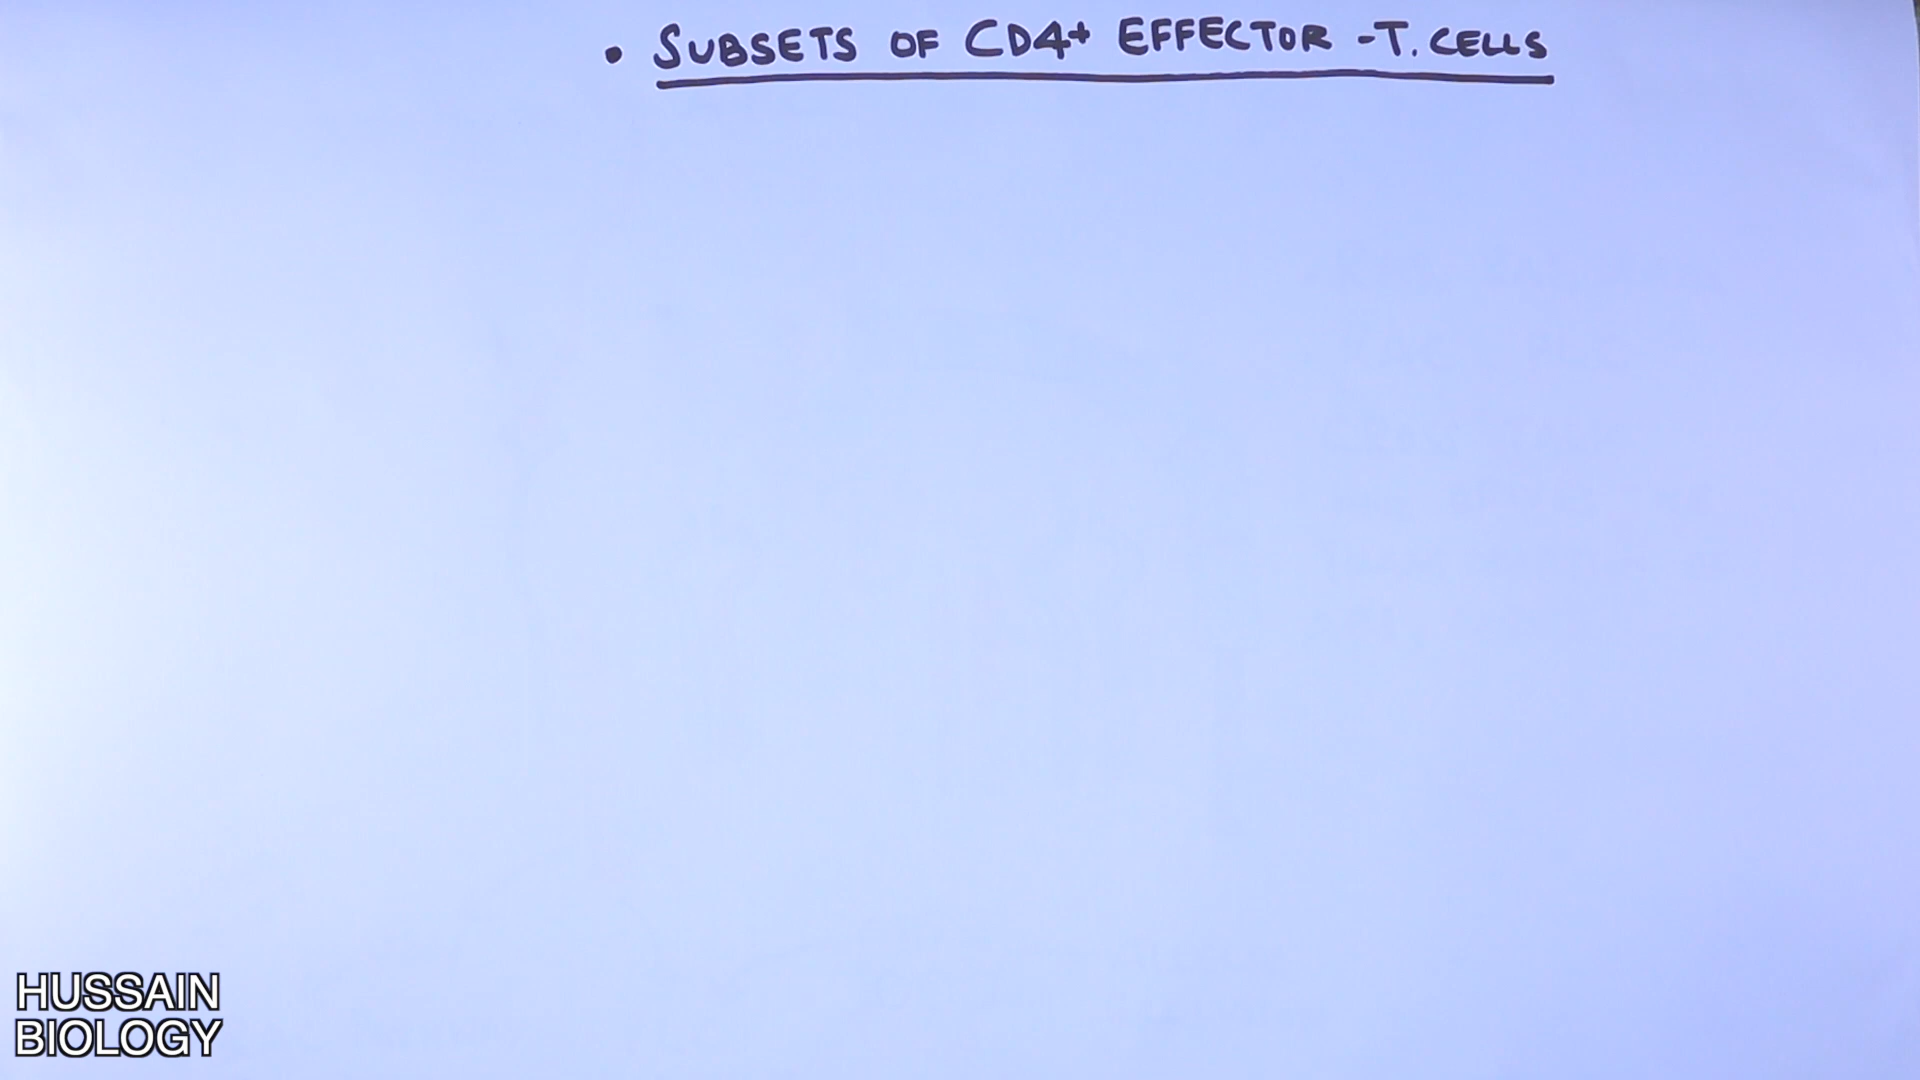 • SUBSETS OF CD4+ EFFECTOR -T. CELLS
HUSSAIN
BIOLOGY